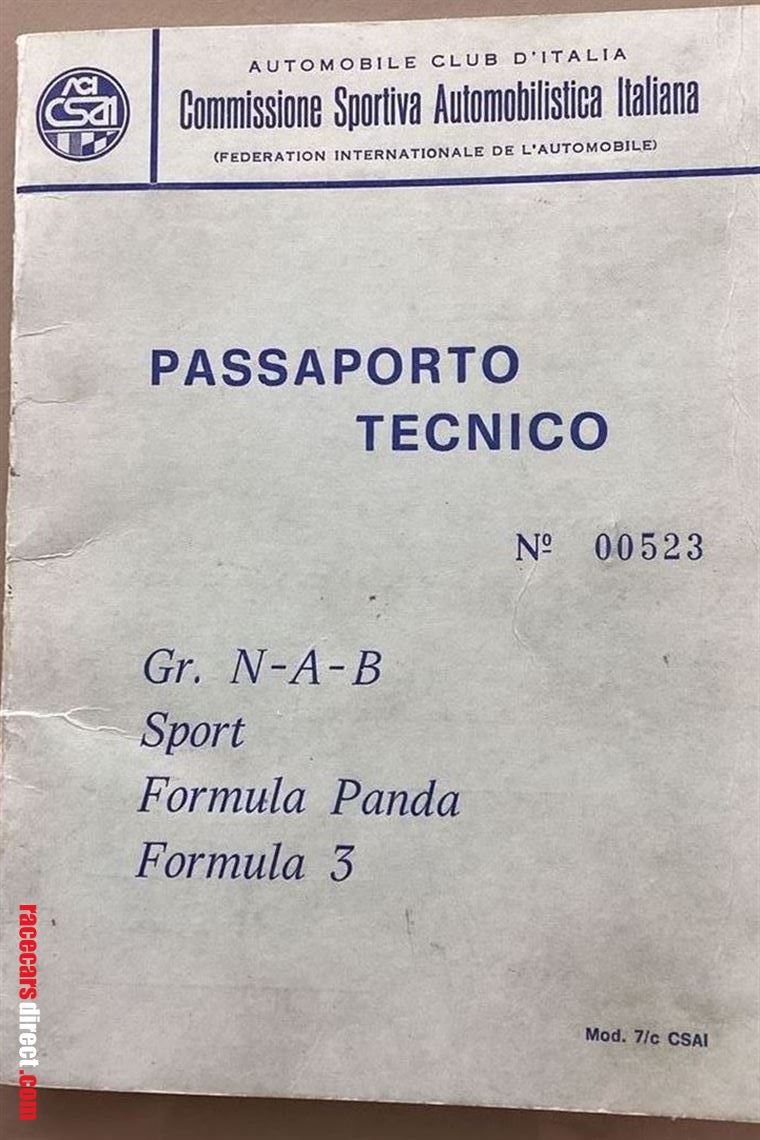 ACI
CSAI
AUTOMOBILE CLUB D'ITALIA
Commissione Sportiva Automobilistica Italiana
(FEDERATION INTERNATIONALE DE L'AUTOMOBILE)
PASSAPORTO
TECNICO
Nº 00523
Gr. N-A-B
Sport
Formula Panda
Formula 3
Mod. 7/c CSAI
racecarsdirect.com